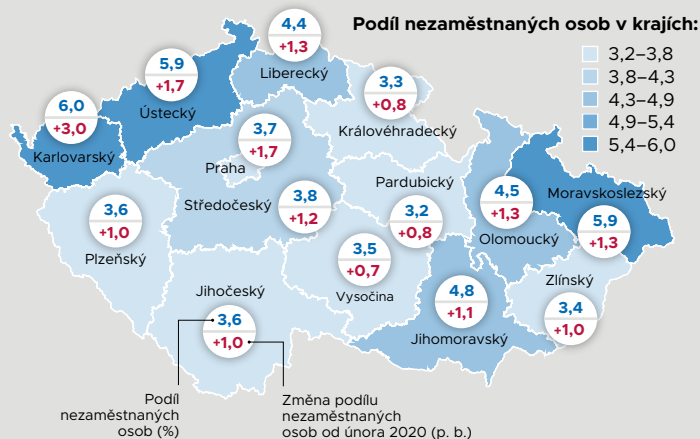 Podíl nezaměstnaných osob v krajích:
3,2–3,8
3,8–4,3
4,3–4,9
4,9–5,4
5,4–6,0
4,4
+1,3
Liberecký
5,9
+1,7
Ústecký
6,0
+3,0
Karlovarský
3,3
+0,8
Královéhradecký
3,7
+1,7
Praha
3,8
+1,2
Středočeský
Pardubický
3,2
+0,8
4,5
+1,3
Olomoucký
Moravskoslezský
5,9
+1,3
3,6
+1,0
Plzeňský
3,5
+0,7
Vysočina
Zlínský
3,4
+1,0
4,8
+1,1
Jihomoravský
Jihočeský
3,6
+1,0
Podíl
nezaměstnaných
osob (%)
Změna podílu
nezaměstnaných
osob od února 2020 (p. b.)